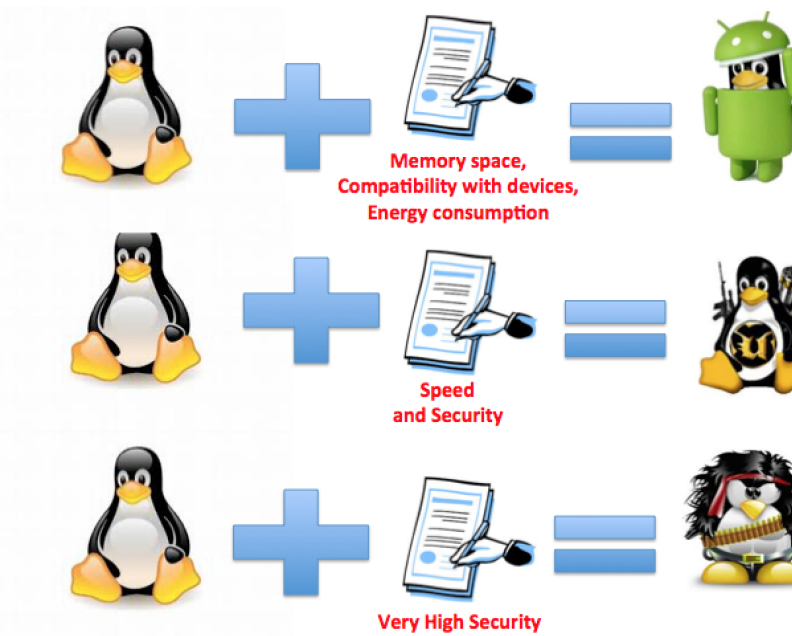 Memory space,
Compatibility with devices,
Energy consumption
Speed
and Security
Very High Security